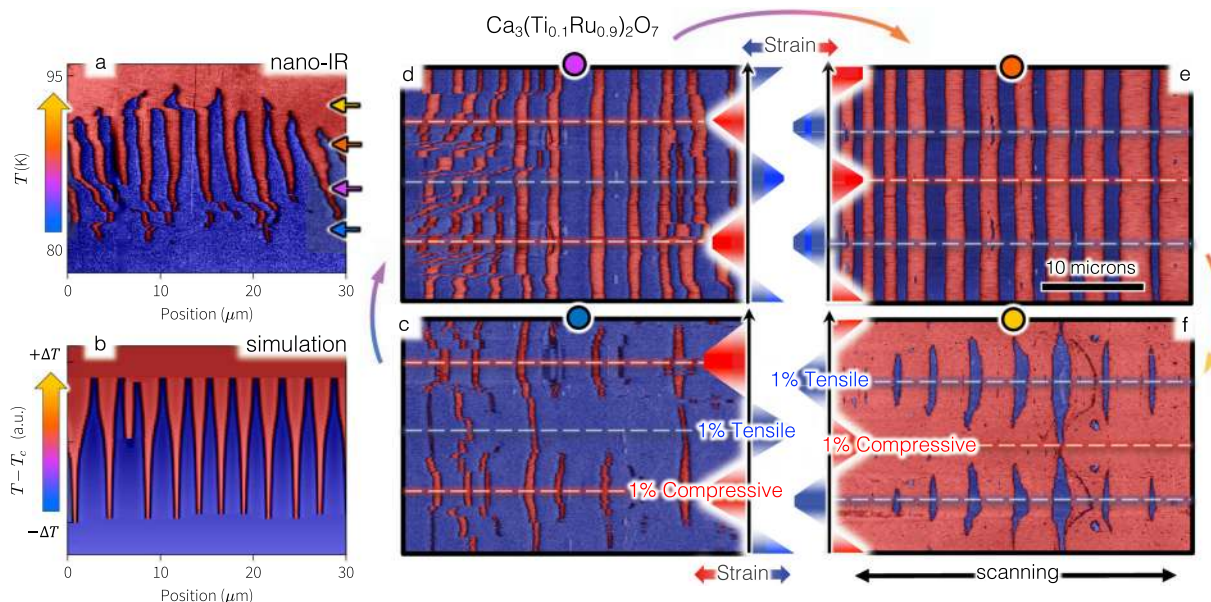 Ca3(Ti0.1Ru0.9)2O7
a
nano-IR
95
T(K)
80
0
10
20
30
Position (μm)
b
simulation
+ΔT
T−Tc (a.u.)
−ΔT
0
10
20
30
Position (μm)
d
Strain
e
10 microns
c
1% Tensile
1% Compressive
Strain
f
1% Tensile
1% Compressive
scanning